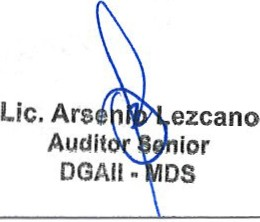 Lic. Arsenio Lezcano
Auditor Senior
DGAII - MDS